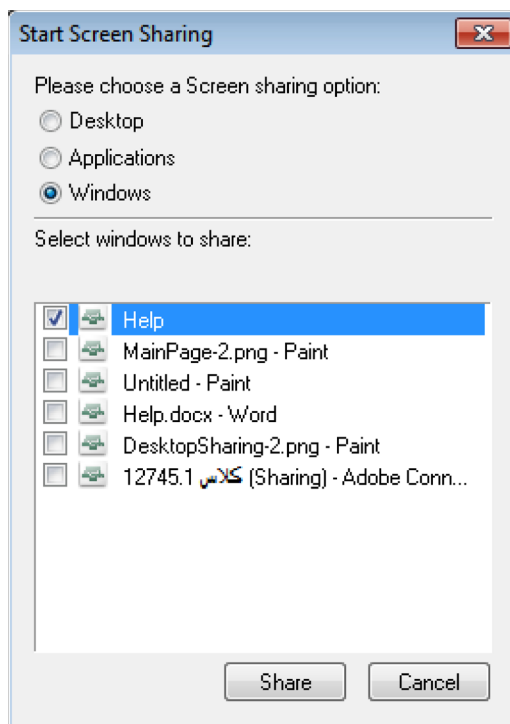 Start Screen Sharing
Please choose a Screen sharing option:
Desktop
Applications
Windows
Select windows to share:
Help
MainPage-2.png - Paint
Untitled - Paint
Help.docx - Word
DesktopSharing-2.png - Paint
12745.1 کلاس (Sharing) - Adobe Conn...
Share Cancel